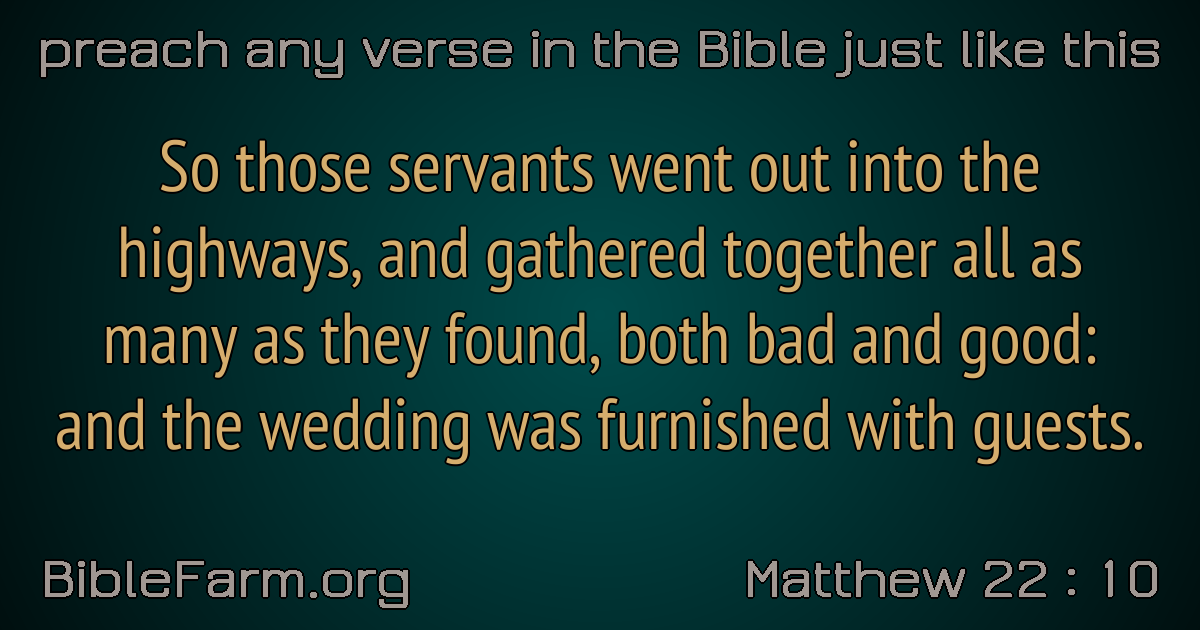 preach any verse in the Bible just like this
So those servants went out into the
highways, and gathered together all as
many as they found, both bad and good:
and the wedding was furnished with guests.
BibleFarm.org
Matthew 22 : 10